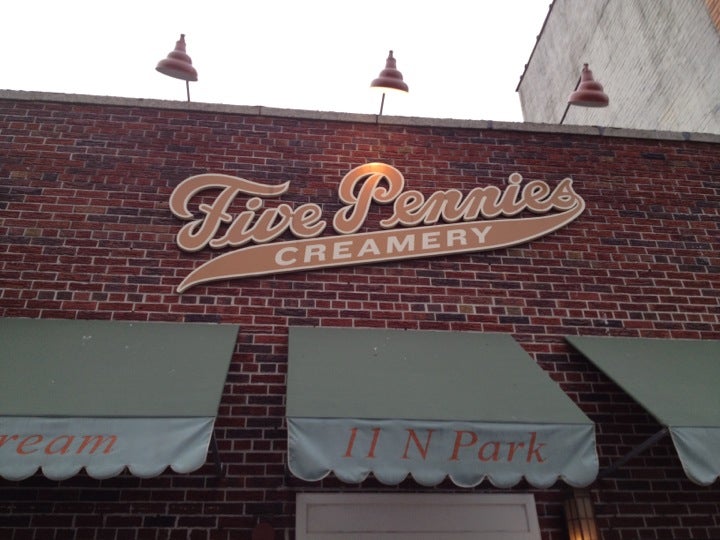 Five Pennies
CREAMERY
ream
11 N Park